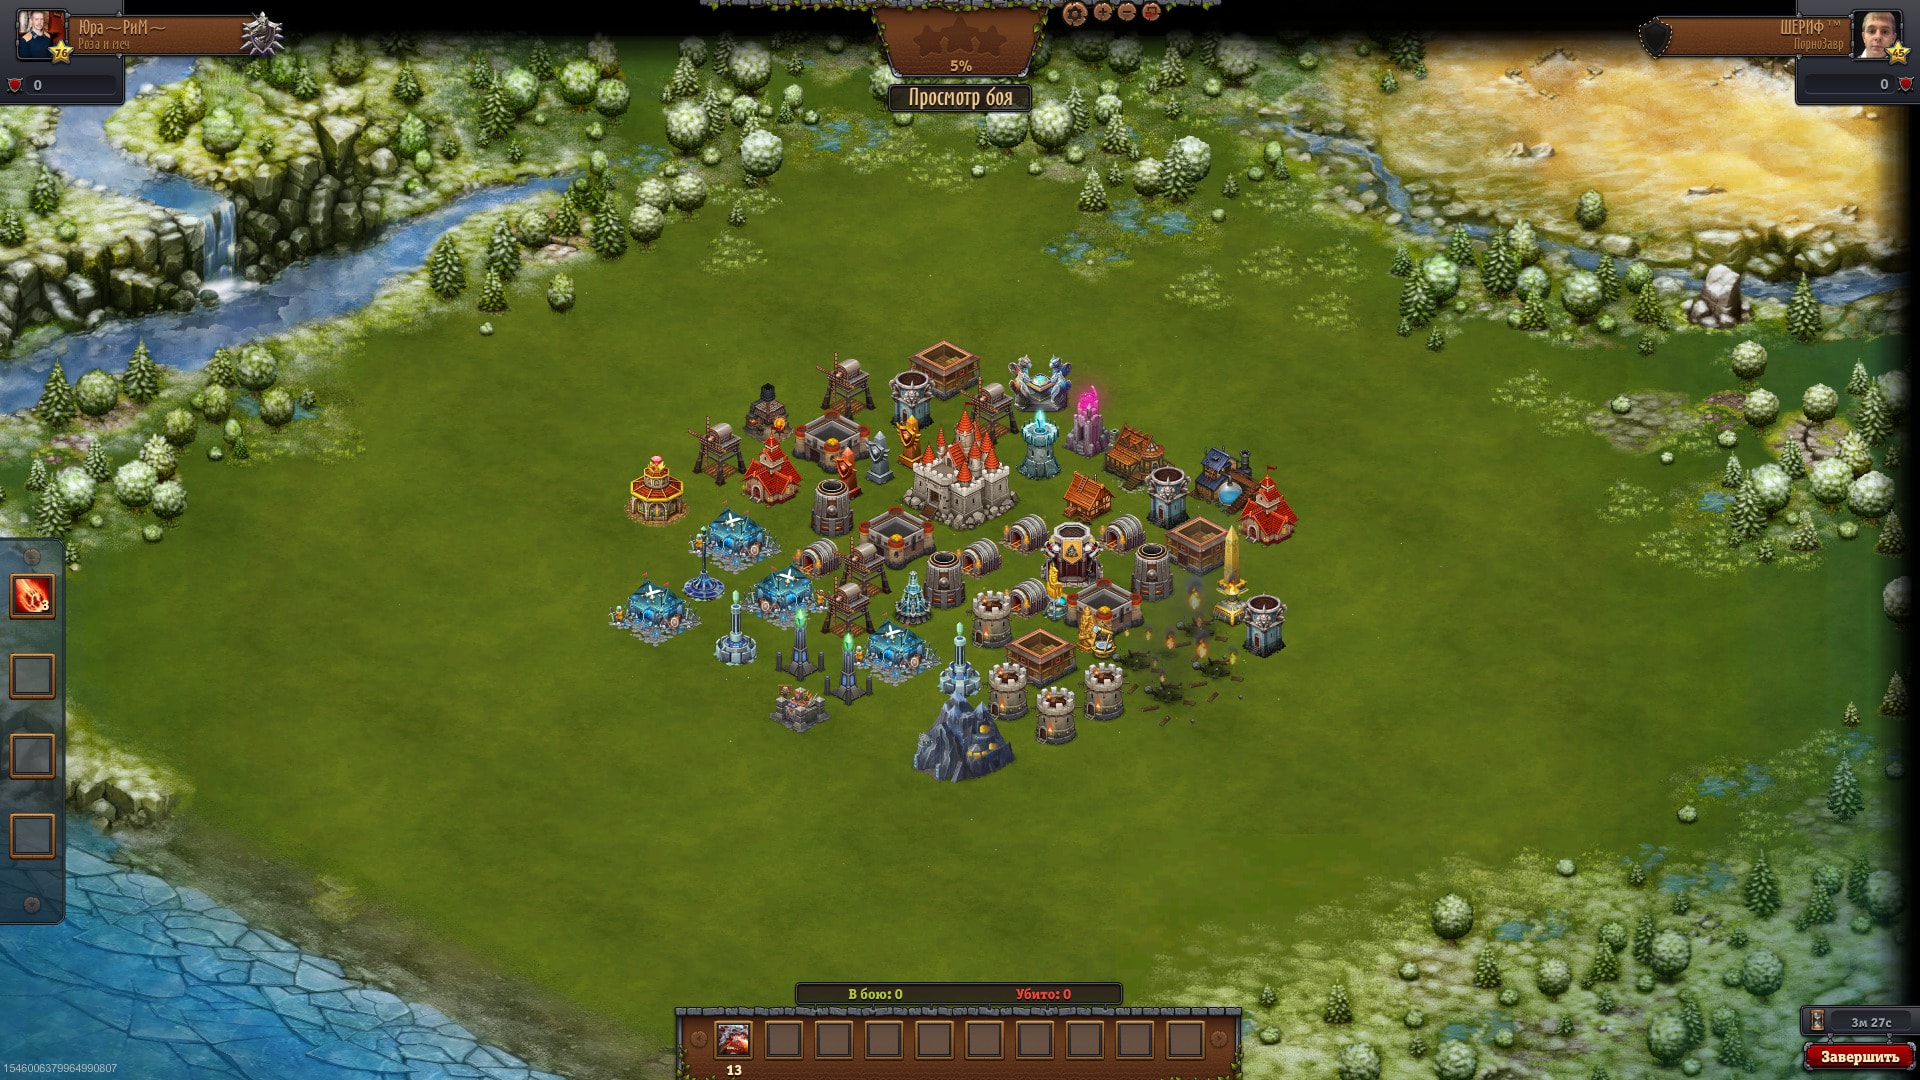 Юра~РиМ~
Роза и меч
76
0
5%
Просмотр боя
ШЕРИф™
ПорноЗавр
45
0
3
В бою: 0
Убито: 0
13
3м 27с
Завершить
1546006379964990807